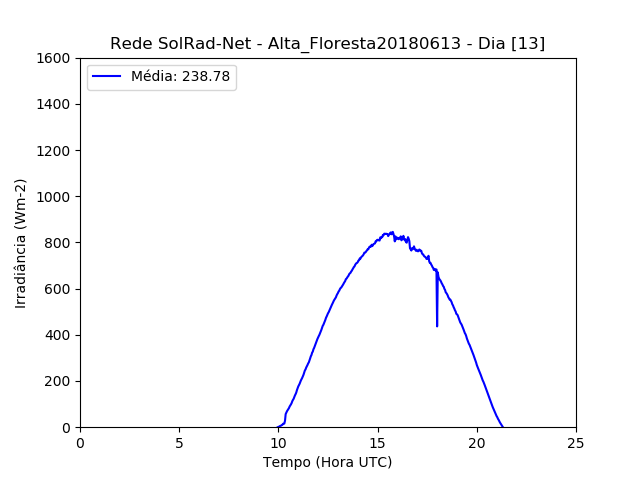 Rede SolRad-Net - Alta_Floresta20180613 - Dia [13]
Média: 238.78
1600
1400
1200
1000
800
600
400
200
0
Irradiância (Wm-2)
0 5 10 15 20 25
Tempo (Hora UTC)